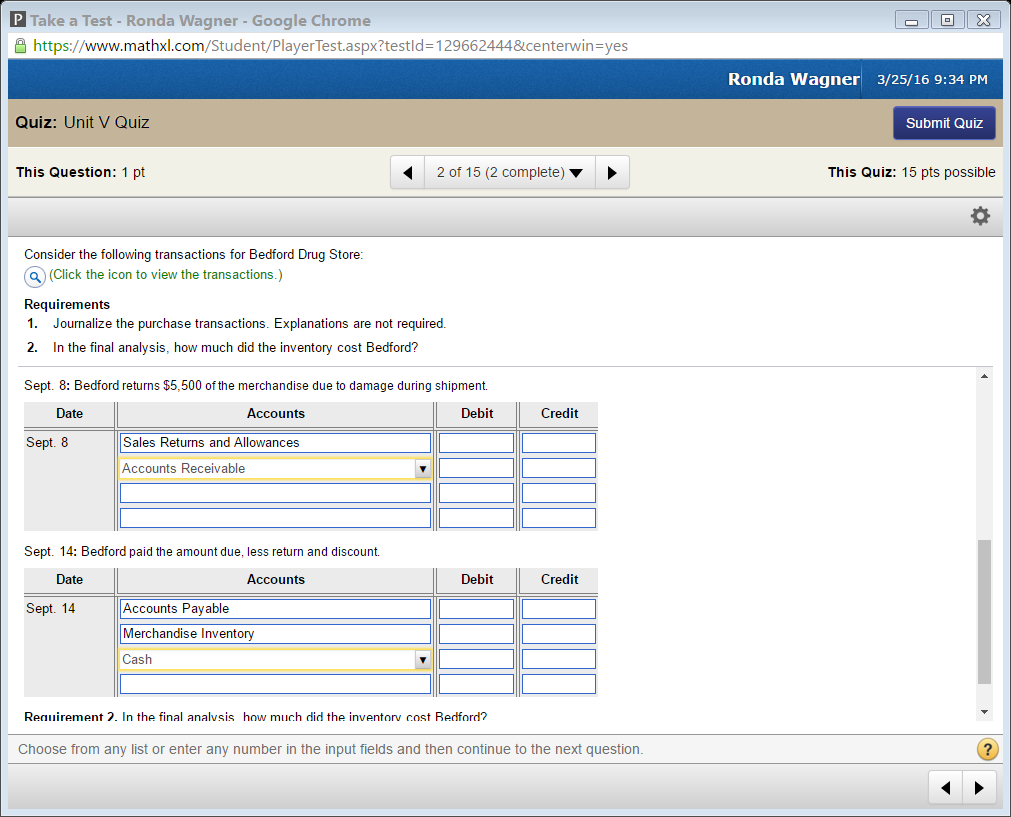 P Take a Test - Ronda Wagner - Google Chrome
https://www.mathxl.com/Student/PlayerTest.aspx?testId=129662444&centerwin=yes
Ronda Wagner 3/25/16 9:34 PM
Quiz: Unit V Quiz Submit Quiz
This Question: 1 pt 2 of 15 (2 complete) This Quiz: 15 pts possible
Consider the following transactions for Bedford Drug Store:
(Click the icon to view the transactions.)
Requirements
1. Journalize the purchase transactions. Explanations are not required.
2. In the final analysis, how much did the inventory cost Bedford?
Sept. 8: Bedford returns $5,500 of the merchandise due to damage during shipment.
Date Accounts Debit Credit
Sept. 8 Sales Returns and Allowances
Accounts Receivable
Sept. 14: Bedford paid the amount due, less return and discount.
Date Accounts Debit Credit
Sept. 14 Accounts Payable
Merchandise Inventory
Cash
Requirement 2. In the final analysis, how much did the inventory cost Bedford?
Choose from any list or enter any number in the input fields and then continue to the next question. ?